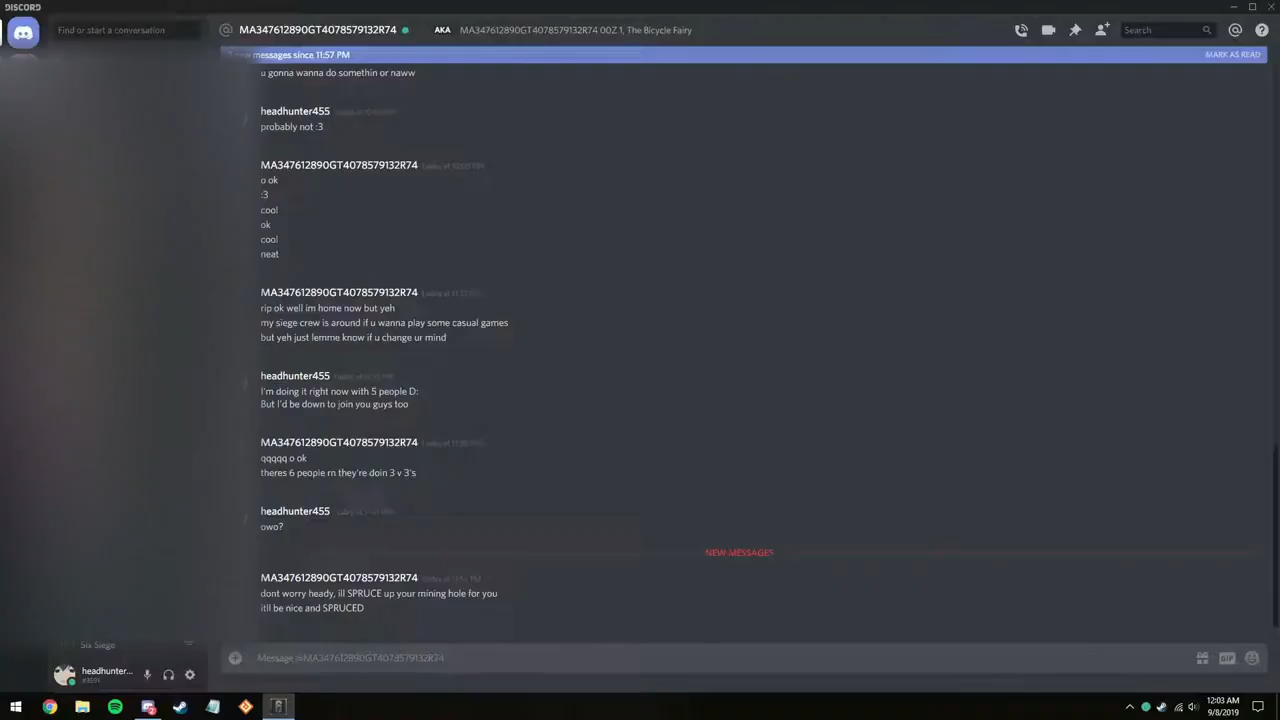 DISCORD
Find or start a conversation
@ MA347612890GT4078579132R74 AKA MA347612890GT4078579132R74 00Z 1, The Bicycle Fairy
Search
new messages since 11:57 PM
MARK AS READ
u gonna wanna do somethin or naww
headhunter455
probably not :3
MA347612890GT4078579132R74
o ok
:3
cool
ok
cool
neat
MA347612890GT4078579132R74
rip ok well im home now but yeh
my siege crew is around if u wanna play some casual games
but yeh just lemme know if u change ur mind
headhunter455
I'm doing it right now with 5 people D:
But I'd be down to join you guys too
MA347612890GT4078579132R74
qqqqq o ok
theres 6 people rn they're doin 3 v 3's
headhunter455
owo?
NEW MESSAGES
MA347612890GT4078579132R74
dont worry heady, ill SPRUCE up your mining hole for you
itll be nice and SPRUCED
Six Siege
Message @MA347612890GT4078579132R74
GIF
headhunter...
#3591
12:03 AM
9/8/2019